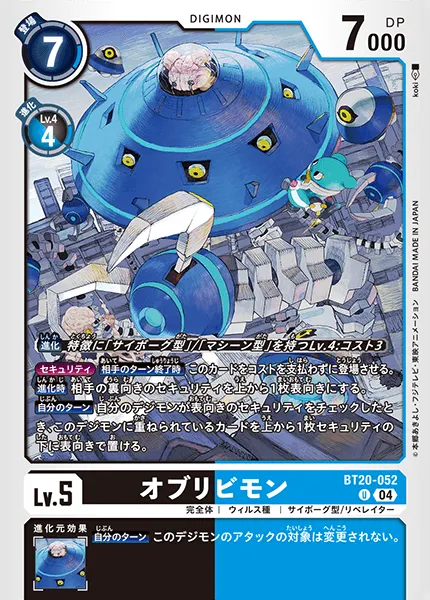 DIGIMON
登場
7
DP
7000
進化
Lv.4
4
koki
©本郷あきよし・フジテレビ・東映アニメーション BANDAI MADE IN JAPAN
進化 特徴に「サイボーグ型」/「マシーン型」を持つLv.4:コスト3
セキュリティ 相手のターン終了時 このカードをコストを支払わずに登場させる。
進化時 相手の裏向きのセキュリティを上から1枚表向きにする。
自分のターン 自分のデジモンが表向きのセキュリティをチェックしたと
き、このデジモンに重ねられているカードを上から1枚セキュリティの
下に表向きで置ける。
BT20-052
Lv.5
オブリビモン
U 04
完全体 | ウィルス種 | サイボーグ型/リベレイター
進化元効果
自分のターン このデジモンのアタックの対象は変更されない。